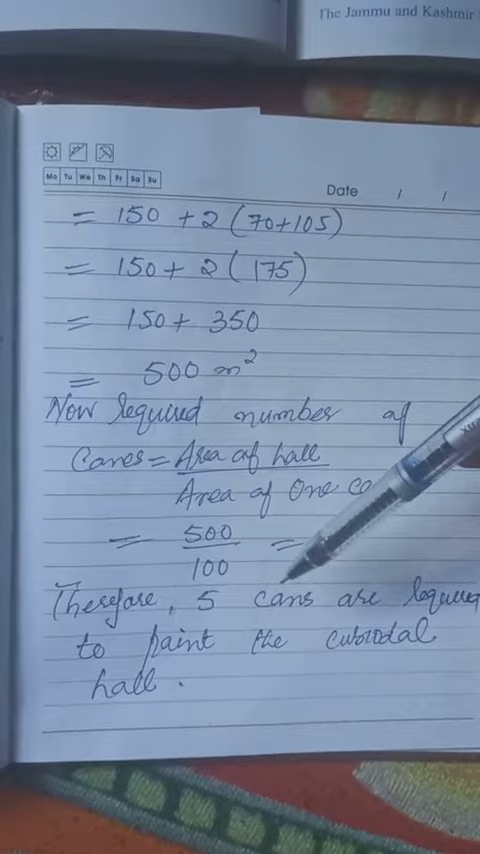 The Jammu and Kashmir
Mo Tu We Th Fr Sa Su
Date / /
= 150 + 2 (70+105)
= 150 + 2 (175)
= 150 + 350
= 500 m²
Now required number of
Canes = Area of hall
Area of One
= 500
100 =
Therefore, 5 cans are
to paint the cuboidal
hall.